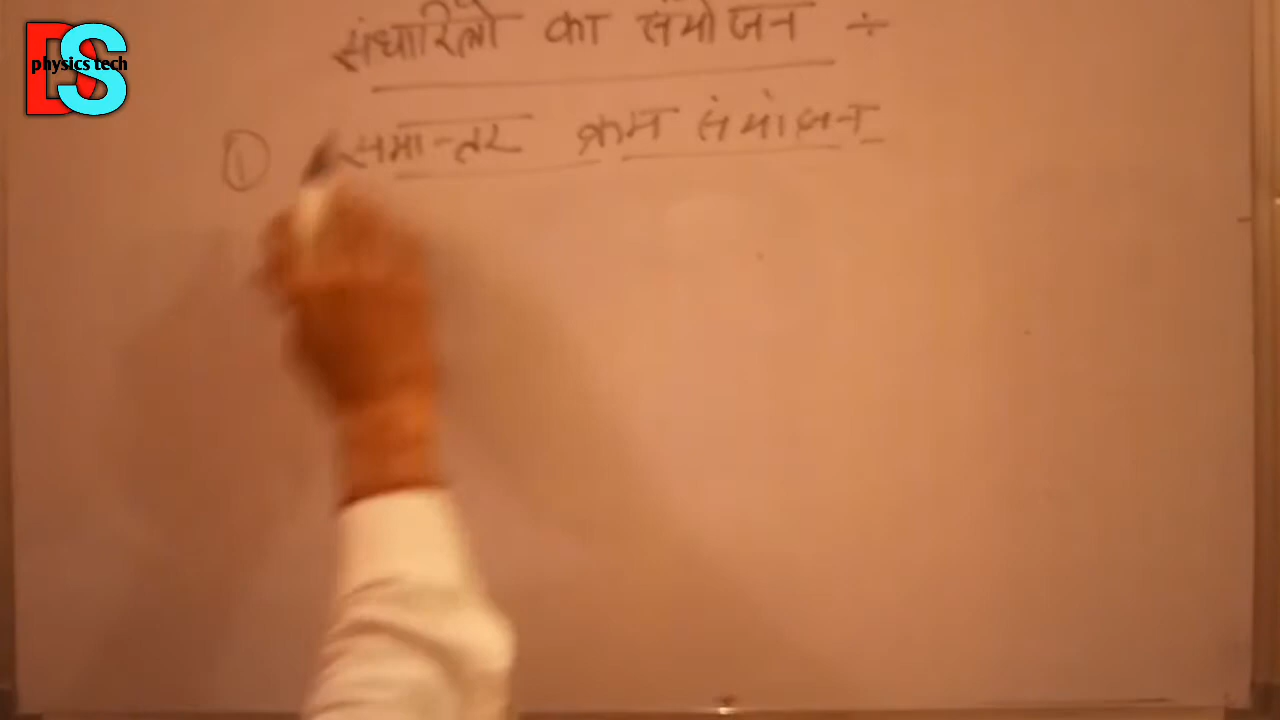 DS
physics tech
संधारित्रो का संयोजन ÷
① समान्तर क्रम संयोजन